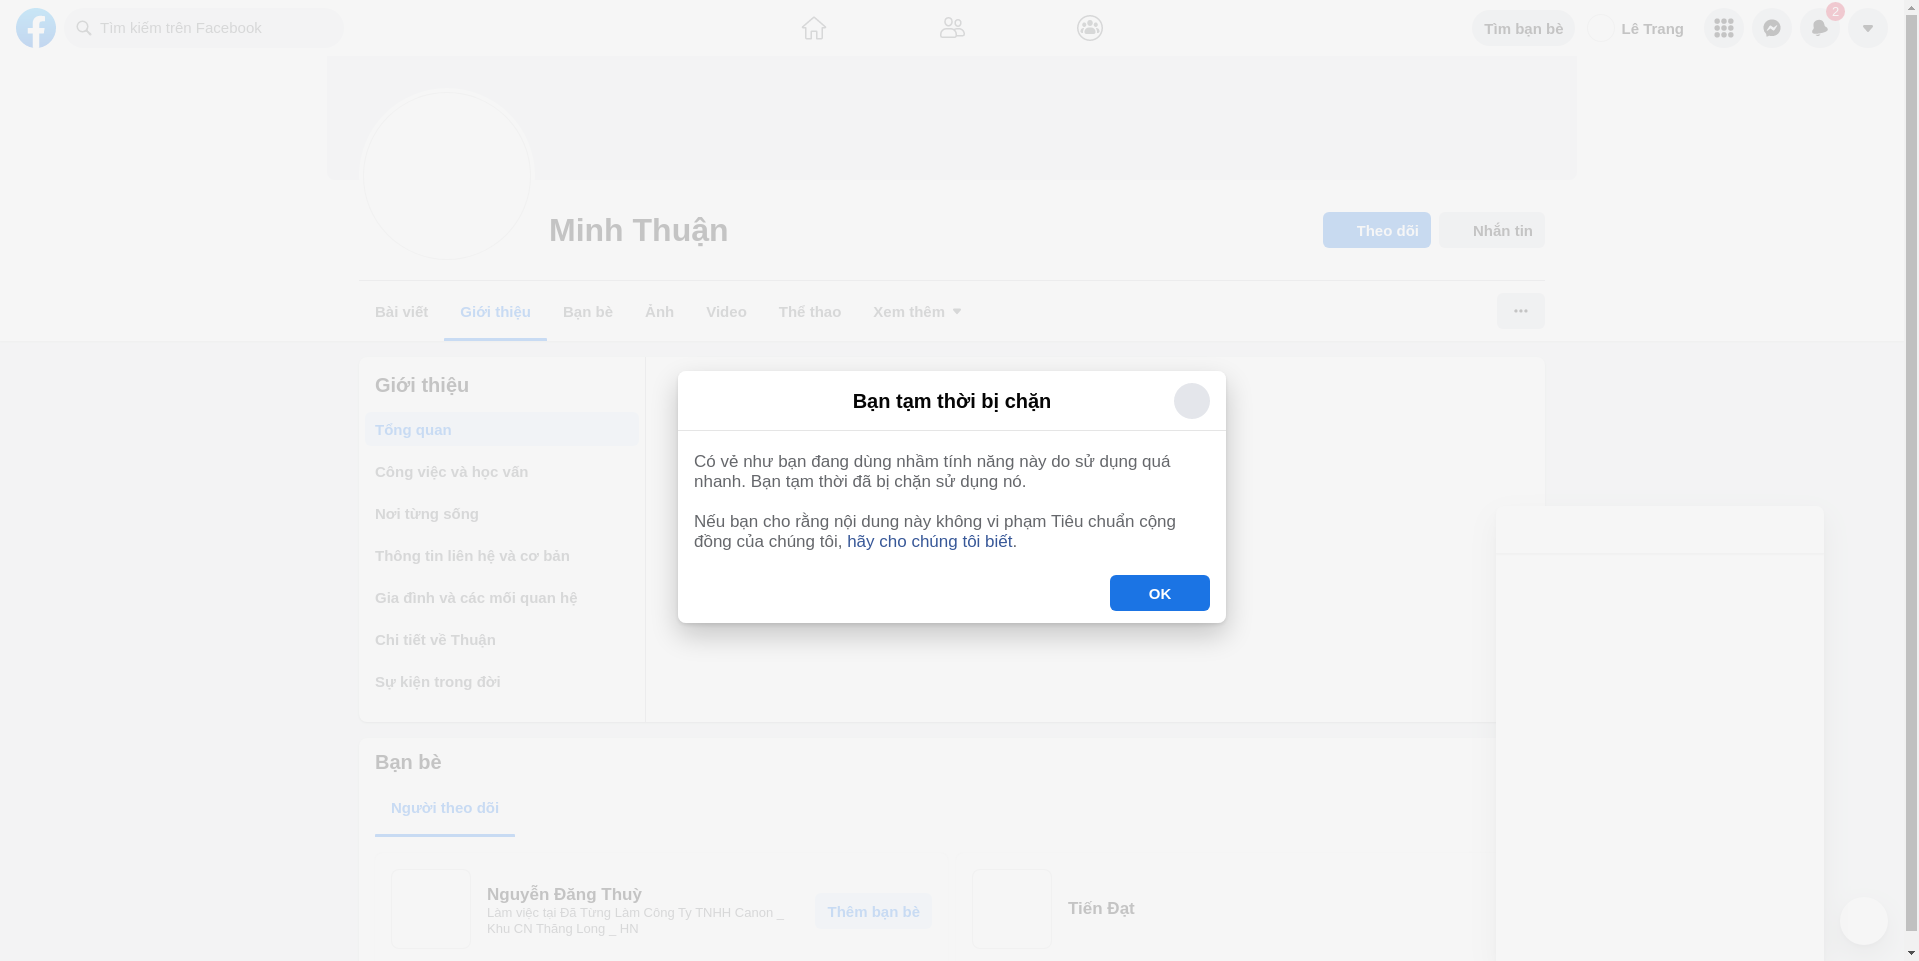 Tìm kiếm trên Facebook
Tìm bạn bè
Lê Trang
2
Minh Thuận
Theo dõi
Nhắn tin
Bài viết
Giới thiệu
Bạn bè
Ảnh
Video
Thể thao
Xem thêm
Giới thiệu
Tổng quan
Công việc và học vấn
Nơi từng sống
Thông tin liên hệ và cơ bản
Gia đình và các mối quan hệ
Chi tiết về Thuận
Sự kiện trong đời
Bạn tạm thời bị chặn
Có vẻ như bạn đang dùng nhầm tính năng này do sử dụng quá
nhanh. Bạn tạm thời đã bị chặn sử dụng nó.
Nếu bạn cho rằng nội dung này không vi phạm Tiêu chuẩn cộng
đồng của chúng tôi, hãy cho chúng tôi biết.
OK
Bạn bè
Người theo dõi
Nguyễn Đăng Thuỳ
Làm việc tại Đã Từng Làm Công Ty TNHH Canon _
Khu CN Thăng Long _ HN
Thêm bạn bè
Tiến Đạt